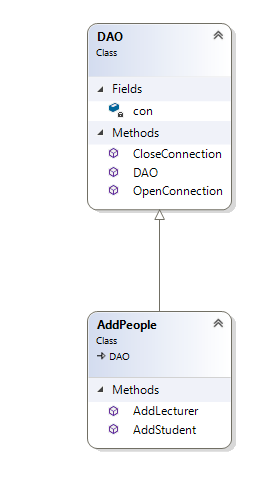 DAO
Class
Fields
con
Methods
CloseConnection
DAO
OpenConnection
AddPeople
Class
DAO
Methods
AddLecturer
AddStudent